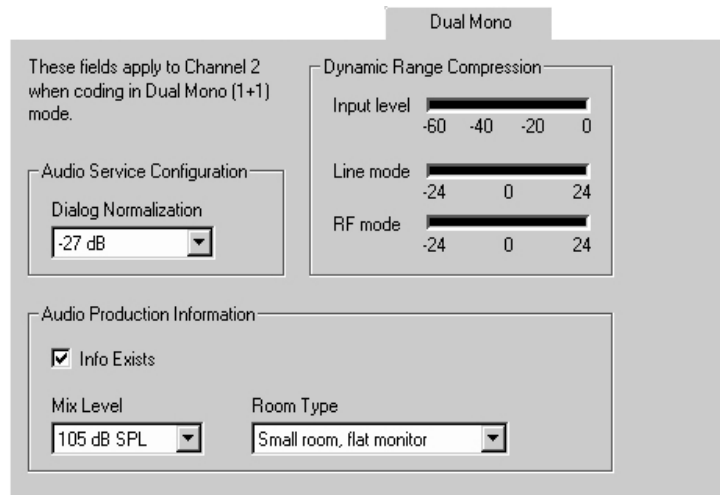 Dual Mono
These fields apply to Channel 2
when coding in Dual Mono (1+1)
mode.
Dynamic Range Compression
Input level
-60 -40 -20 0
Line mode
-24 0 24
RF mode
-24 0 24
Audio Service Configuration
Dialog Normalization
-27 dB
Audio Production Information
Info Exists
Mix Level
105 dB SPL
Room Type
Small room, flat monitor